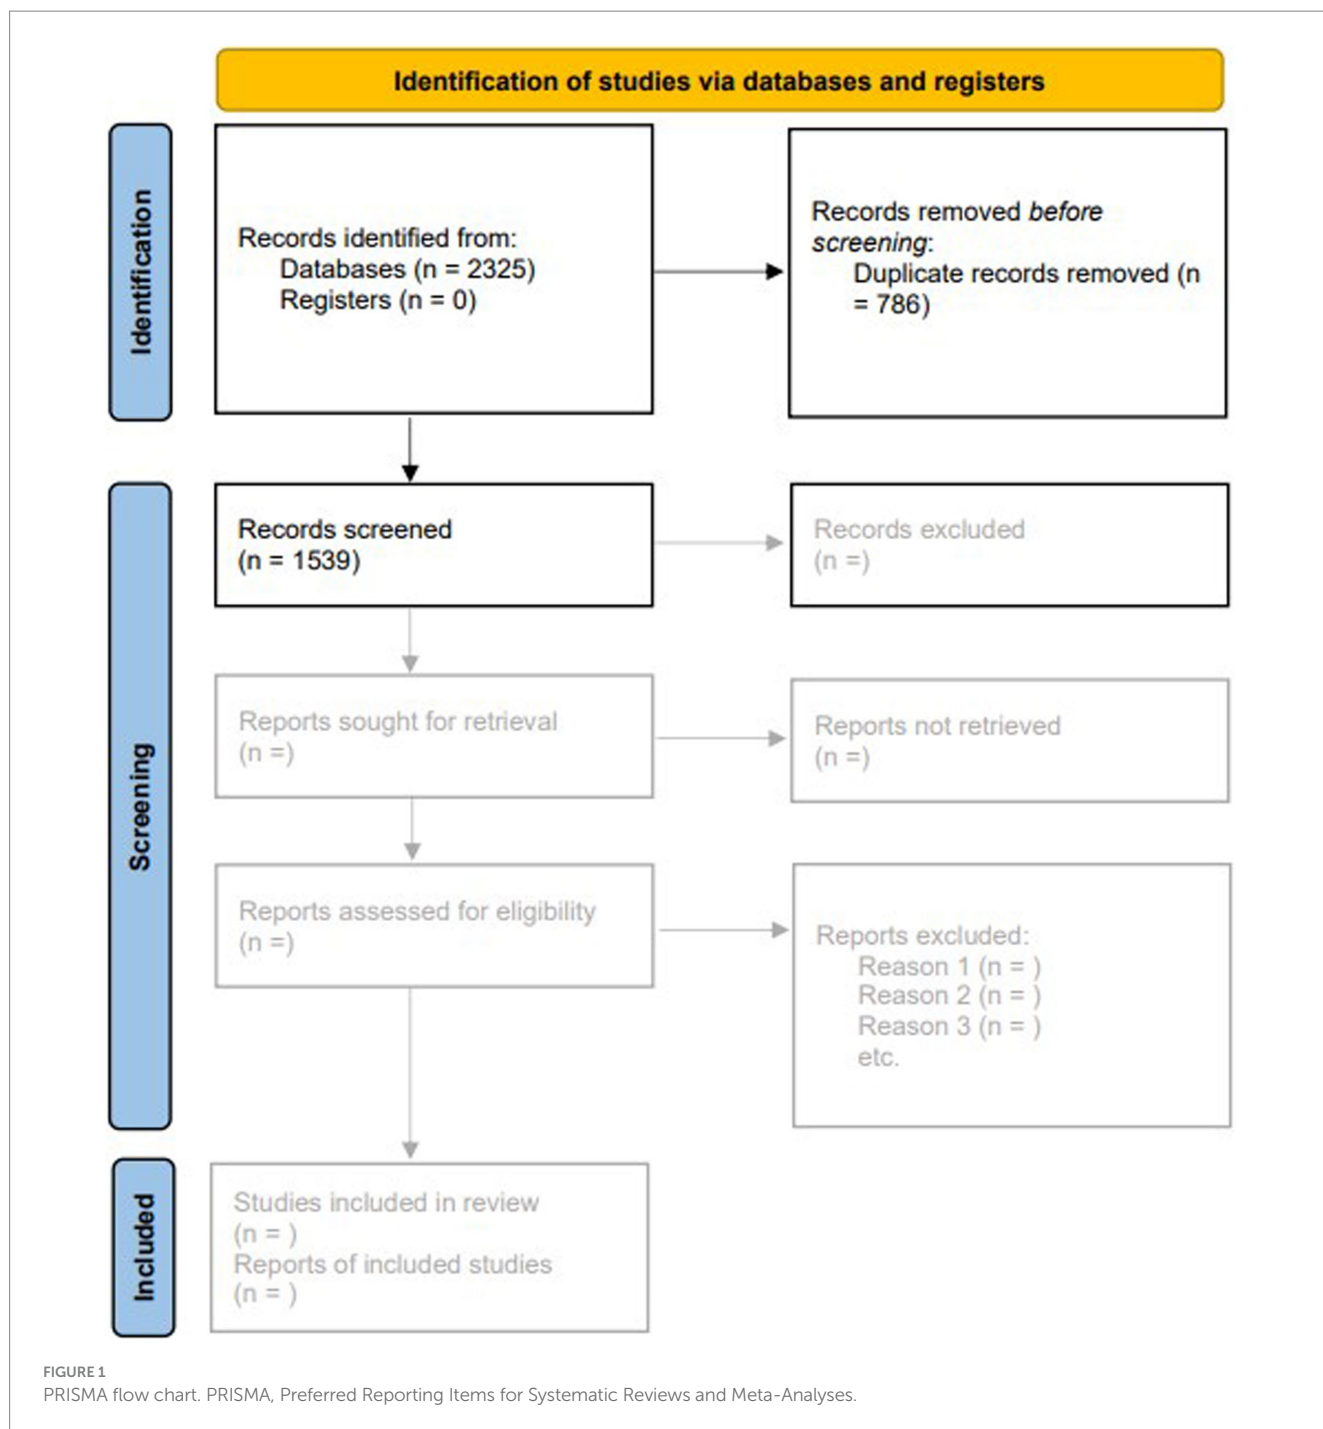 Identification of studies via databases and registers
Identification
Records identified from:
Databases (n = 2325)
Registers (n = 0)
Records removed before
screening:
Duplicate records removed (n
= 786)
Screening
Records screened
(n = 1539)
Records excluded
(n =)
Reports sought for retrieval
(n =)
Reports not retrieved
(n =)
Reports assessed for eligibility
(n =)
Reports excluded:
Reason 1 (n = )
Reason 2 (n = )
Reason 3 (n = )
etc.
Included
Studies included in review
(n = )
Reports of included studies
(n = )
FIGURE 1
PRISMA flow chart. PRISMA, Preferred Reporting Items for Systematic Reviews and Meta-Analyses.